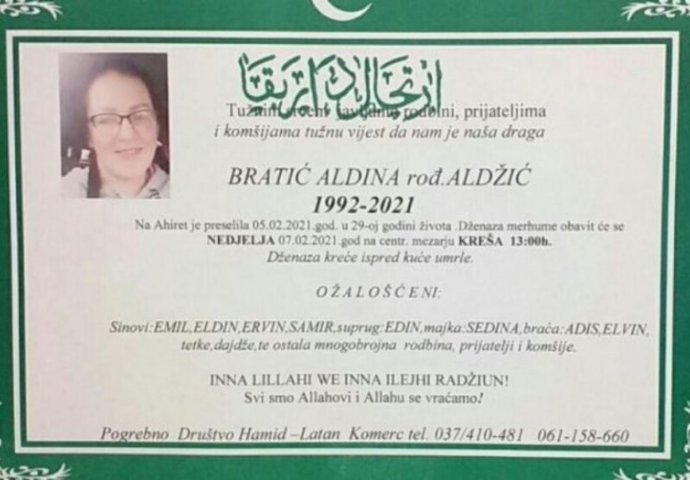 Tužnim srcem javljamo rodbini, prijateljima
i komšijama tužnu vijest da nam je naša draga
BRATIĆ ALDINA rođ.ALDŽIĆ
1992-2021
Na Ahiret je preselila 05.02.2021.god. u 29-oj godini života .Dženaza merhume obavit će se
NEDJELJA 07.02.2021.god na centr. mezarju KREŠA 13:00h.
Dženaza kreće ispred kuće umrle.
OŽALOŠĆENI:
Sinovi:EMIL,ELDIN,ERVIN,SAMIR,suprug:EDIN,majka:SEDINA,braća:ADIS,ELVIN,
tetke,dajdže,te ostala mnogobrojna rodbina, prijatelji i komšije.
INNA LILLAHI WE INNA ILEJHI RADŽIUN!
Svi smo Allahovi i Allahu se vraćamo!
Pogrebno Društvo Hamid –Latan Komerc tel. 037/410-481 061-158-660